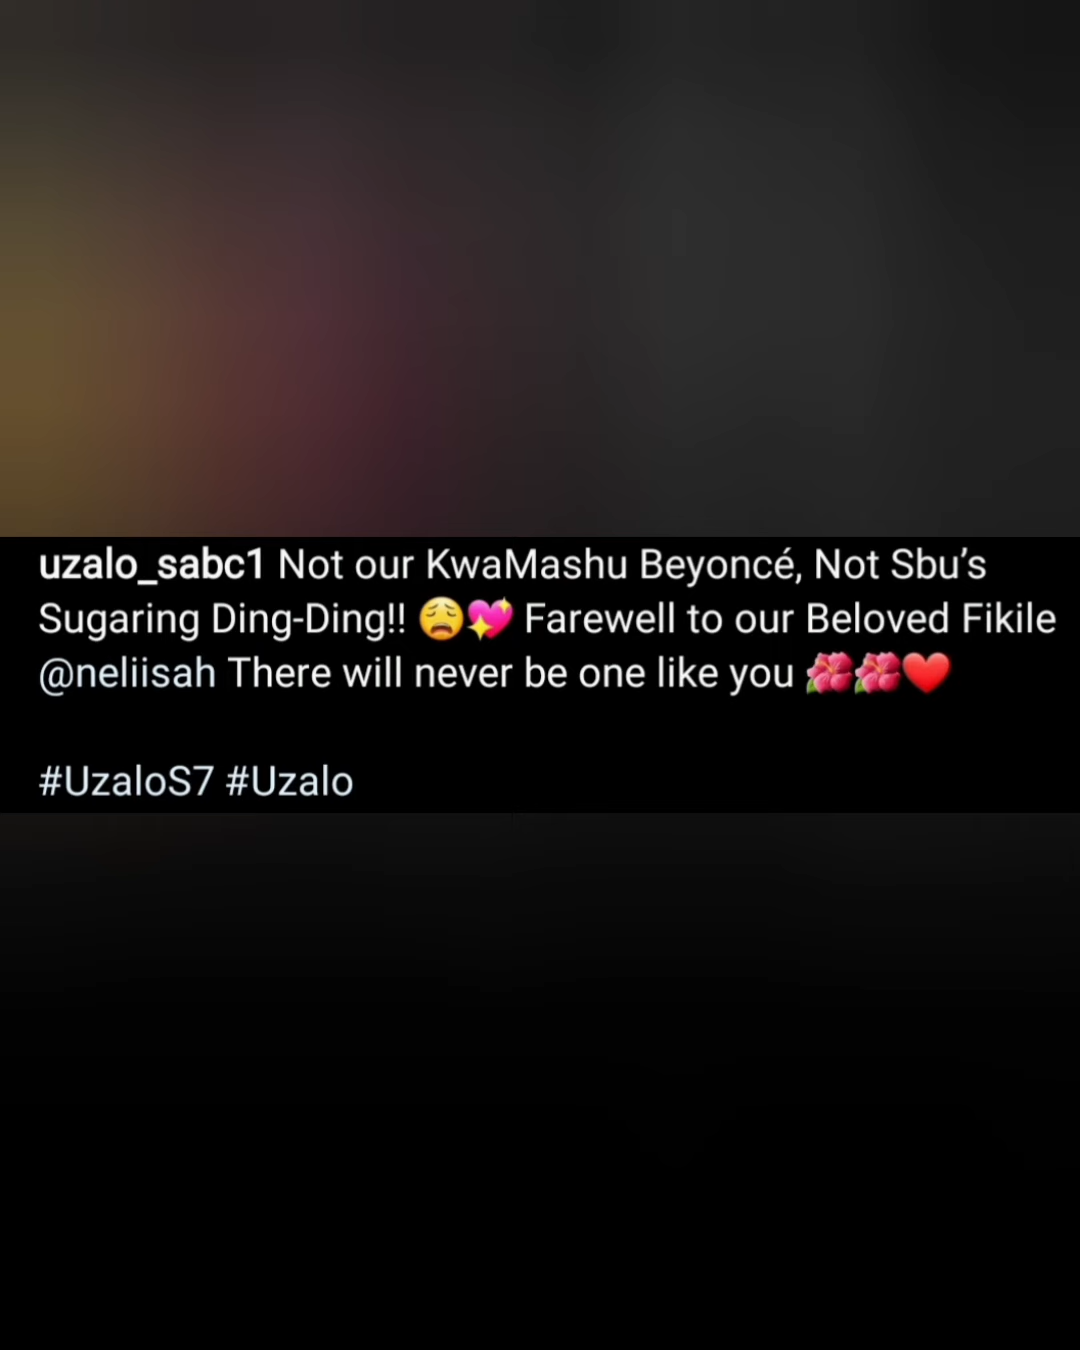 uzalo_sabc1 Not our KwaMashu Beyoncé, Not Sbu’s
Sugaring Ding-Ding!! 😩💖 Farewell to our Beloved Fikile
@neliisah There will never be one like you 🌺🌺❤️
#UzaloS7 #Uzalo